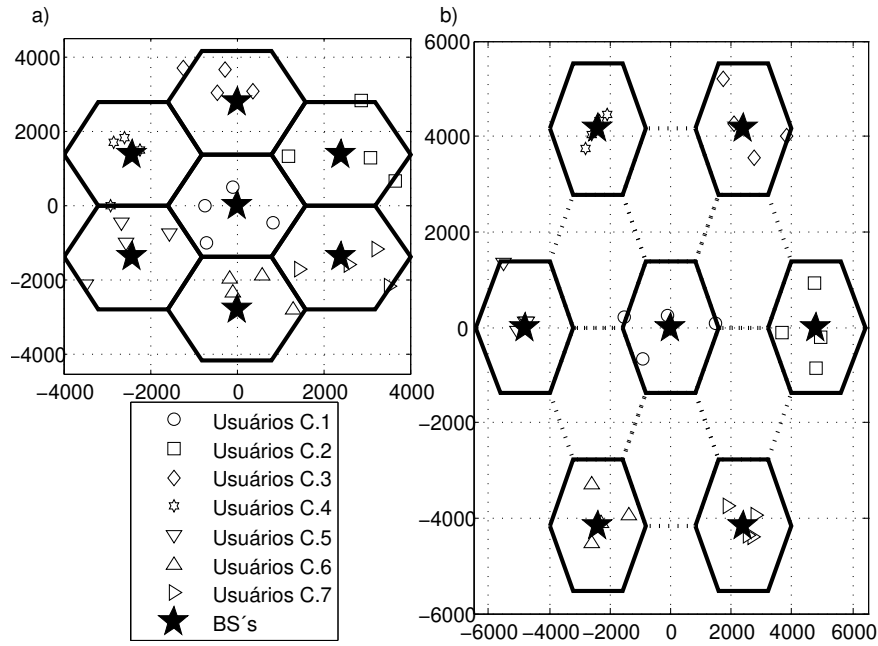 a)
4000
2000
0
−2000
−4000
−4000 −2000 0 2000 4000
Usuários C.1
Usuários C.2
Usuários C.3
Usuários C.4
Usuários C.5
Usuários C.6
Usuários C.7
BS´s
b)
6000
4000
2000
0
−2000
−4000
−6000
−6000 −4000 −2000 0 2000 4000 6000